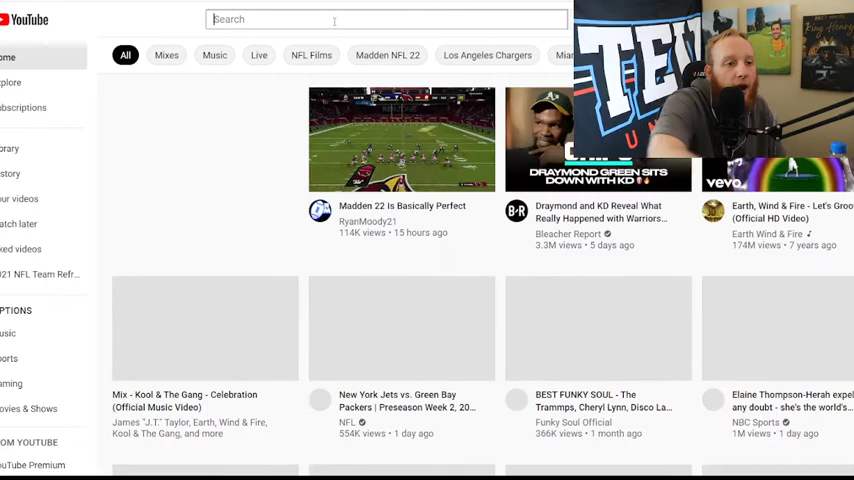 YouTube
Search
All
Mixes
Music
Live
NFL Films
Madden NFL 22
Los Angeles Chargers
ome
plore
ubscriptions
brary
story
our videos
atch later
ked videos
021 NFL Team Refr...
PTIONS
usic
orts
aming
ovies & Shows
OM YOUTUBE
uTube Premium
Madden 22 Is Basically Perfect
RyanMoody21
114K views • 15 hours ago
DRAYMOND GREEN SITS
DOWN WITH KD
B/R
Draymond and KD Reveal What
Really Happened with Warriors...
Bleacher Report
3.3M views • 5 days ago
vevo
Earth, Wind & Fire - Let's Groo
(Official HD Video)
Earth Wind & Fire
174M views • 7 years ago
Mix - Kool & The Gang - Celebration
(Official Music Video)
James "J.T." Taylor, Earth, Wind & Fire,
Kool & The Gang, and more
New York Jets vs. Green Bay
Packers | Preseason Week 2, 20...
NFL
554K views • 1 day ago
BEST FUNKY SOUL - The
Trammps, Cheryl Lynn, Disco La...
Funky Soul Official
366K views • 1 month ago
Elaine Thompson-Herah expel
any doubt - she's the world's...
NBC Sports
1M views • 1 day ago